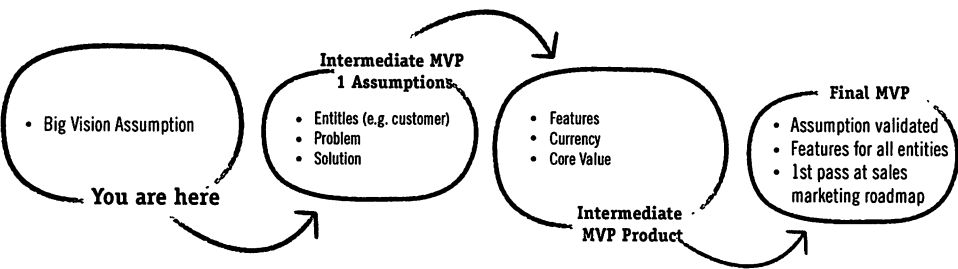 • Big Vision Assumption
You are here
Intermediate MVP
1 Assumptions
• Entities (e.g. customer)
• Problem
• Solution
• Features
• Currency
• Core Value
Intermediate
MVP Product
Final MVP
• Assumption validated
• Features for all entities
• 1st pass at sales
marketing roadmap